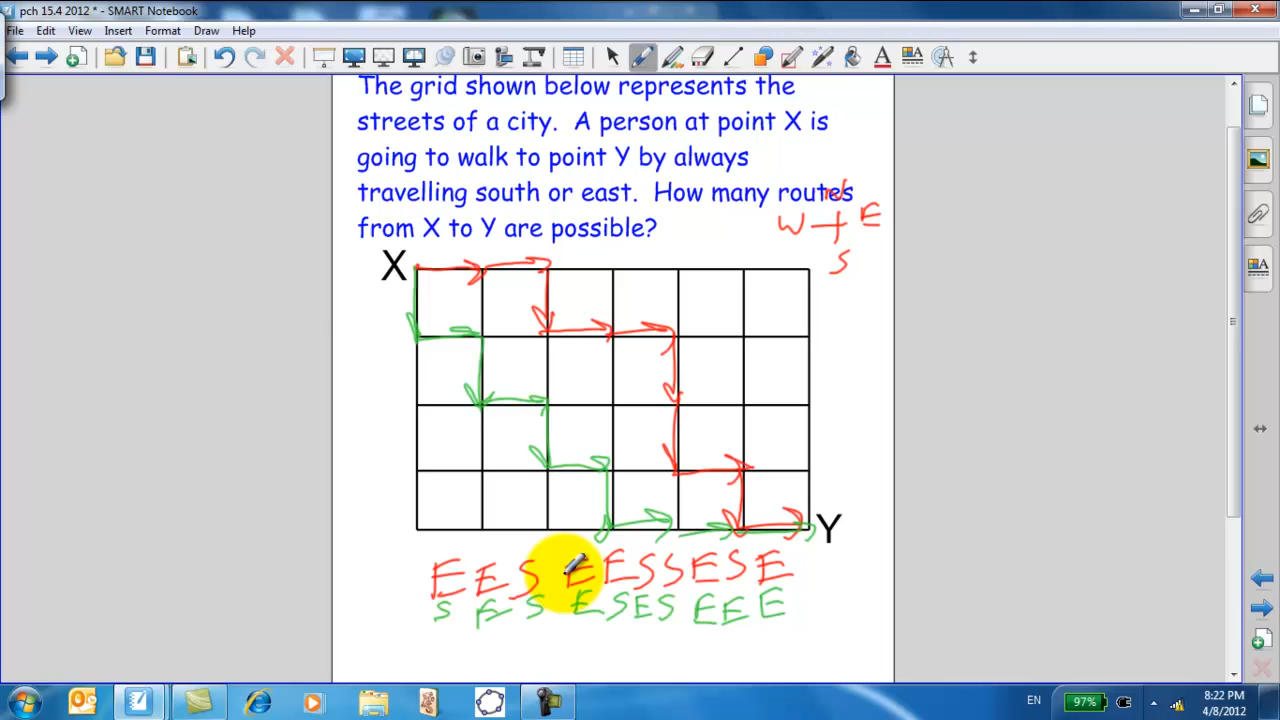 pch 15.4 2012 * - SMART Notebook
File Edit View Insert Format Draw Help
The grid shown below represents the
streets of a city. A person at point X is
going to walk to point Y by always
travelling south or east. How many routes
from X to Y are possible?
N
W E
S
X
Y
E E S E E S S E S E
S E S E S E S E E E
EN 97% 8:22 PM
4/8/2012